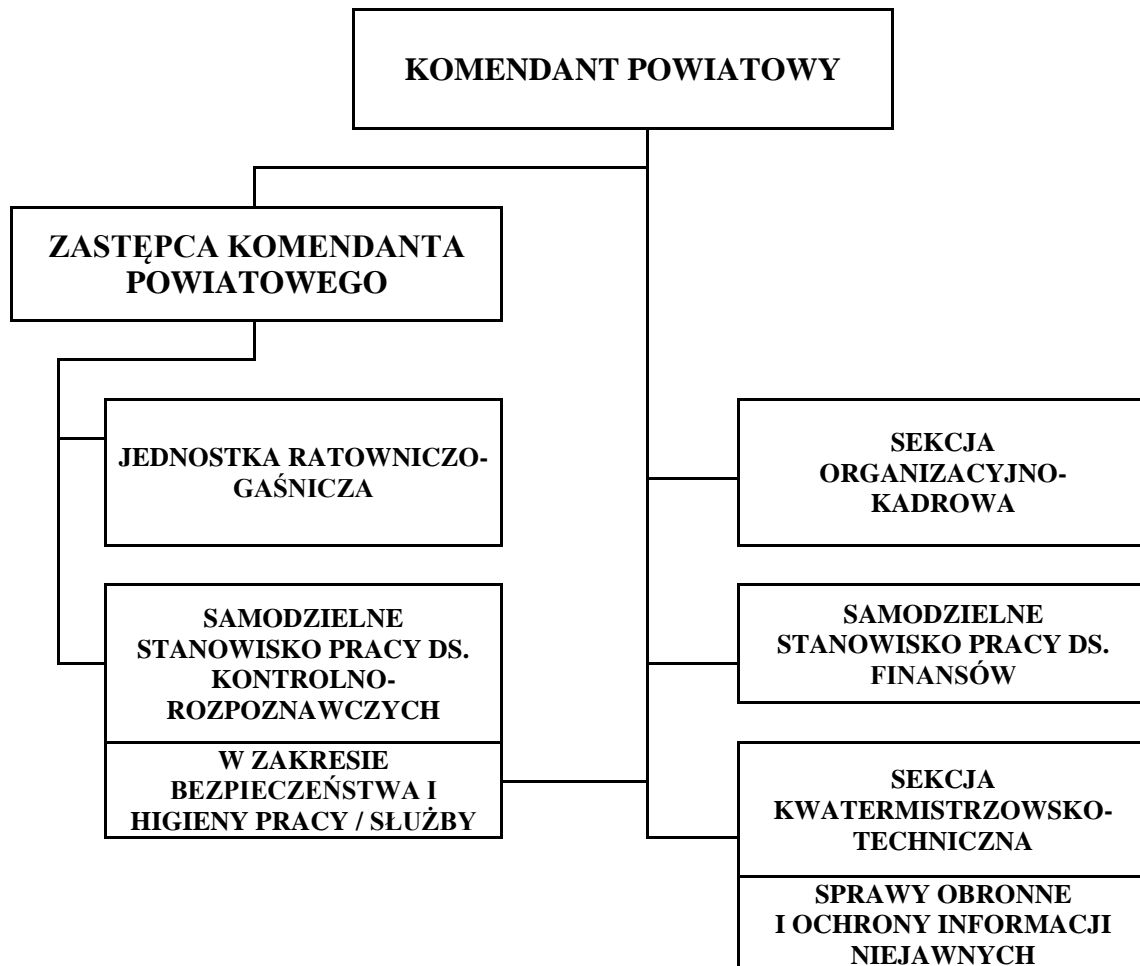 KOMENDANT POWIATOWY
ZASTĘPCA KOMENDANTA
POWIATOWEGO
JEDNOSTKA RATOWNICZO-
GAŚNICZA
SAMODZIELNE
STANOWISKO PRACY DS.
KONTROLNO-
ROZPOZNAWCZYCH
W ZAKRESIE
BEZPIECZEŃSTWA I
HIGIENY PRACY / SŁUŻBY
SEKCJA
ORGANIZACYJNO-
KADROWA
SAMODZIELNE
STANOWISKO PRACY DS.
FINANSÓW
SEKCJA
KWATERMISTRZOWSKO-
TECHNICZNA
SPRAWY OBRONNE
I OCHRONY INFORMACJI
NIEJAWNYCH